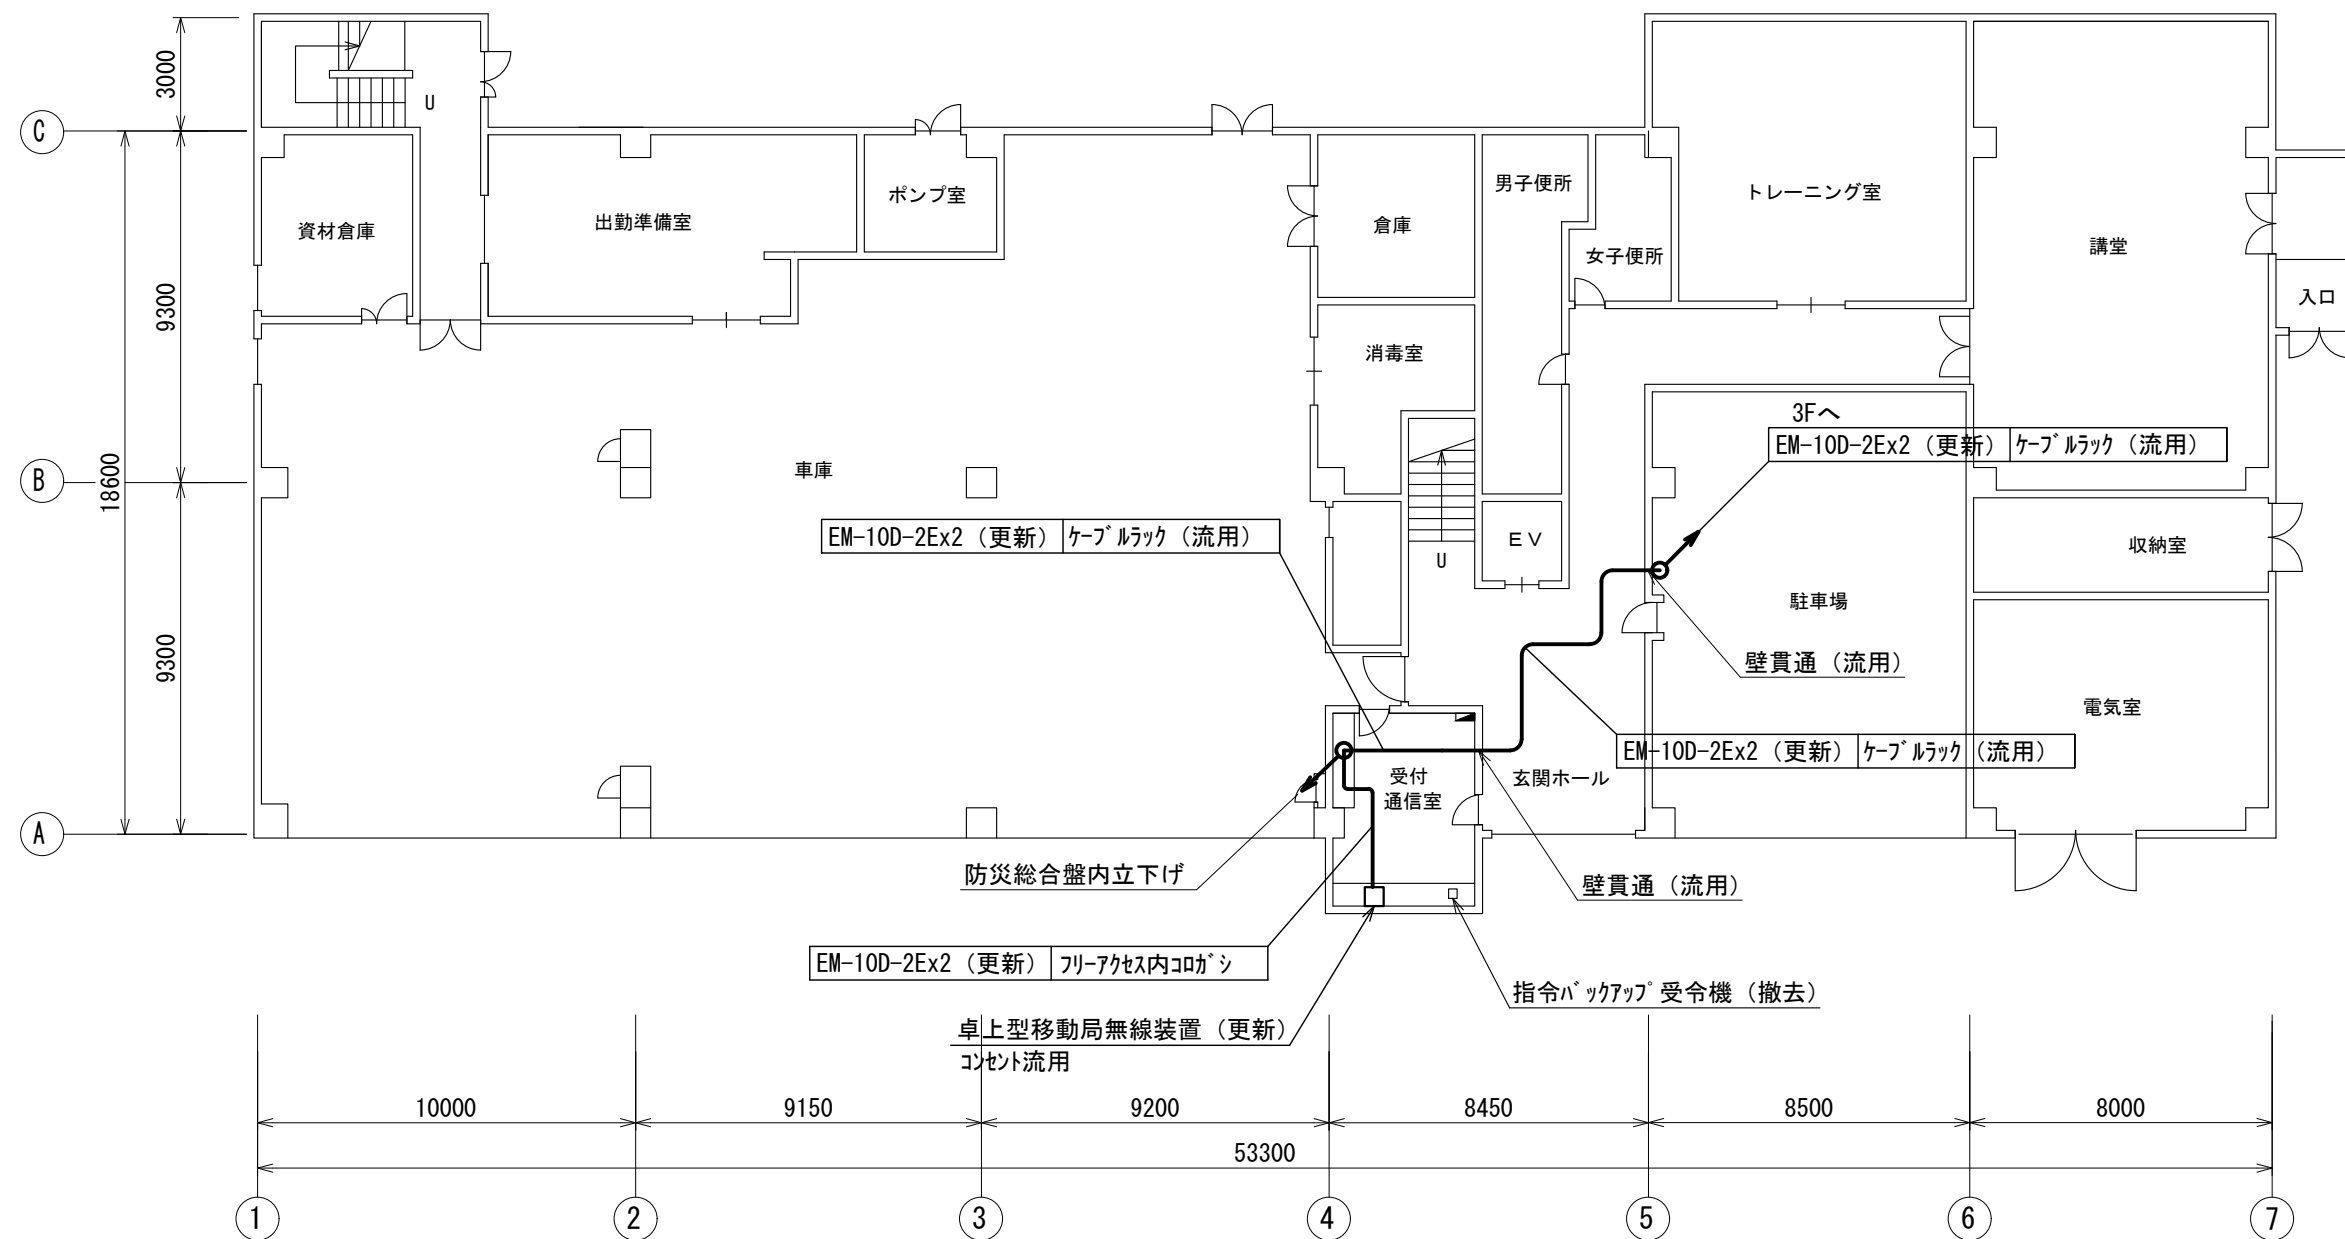 3000
U
C
ポンプ室
男子便所
トレーニング室
出動準備室
倉庫
資材倉庫
講堂
女子便所
9300
入口
消毒室
3Fへ
EM-10D-2Ex2（更新） ケーブルラック（流用）
B
18600
車庫
EM-10D-2Ex2（更新） ケーブルラック（流用）
EV
収納室
U
駐車場
9300
壁貫通（流用）
電気室
EM-10D-2Ex2（更新） ケーブルラック（流用）
受付
通信室
玄関ホール
A
防災総合盤内立下げ
壁貫通（流用）
EM-10D-2Ex2（更新） フリーアクセス内コロガシ
指令バックアップ受令機（撤去）
卓上型移動局無線装置（更新）
コンセント流用
10000 9150 9200 8450 8500 8000
53300
1 2 3 4 5 6 7